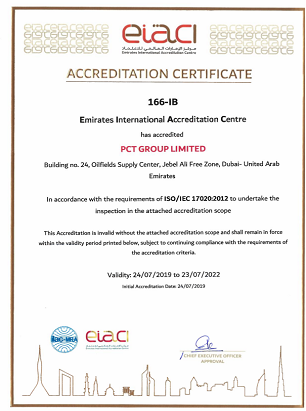 eiaci
مركز الإمارات العالمي للاعتماد
Emirates International Accreditation Centre
ACCREDITATION CERTIFICATE
166-IB
Emirates International Accreditation Centre
has accredited
PCT GROUP LIMITED
Building no. 24, Oilfields Supply Center, Jebel Ali Free Zone, Dubai- United Arab
Emirates
In accordance with the requirements of ISO/IEC 17020:2012 to undertake the
inspection in the attached accreditation scope
This Accreditation is invalid without the attached accreditation scope and shall remain in force
within the validity period printed below, subject to continuing compliance with the requirements of
the accreditation criteria.
Validity: 24/07/2019 to 23/07/2022
Initial Accreditation Date: 24/07/2019
ilac-MRA
eiaci
CHIEF EXECUTIVE OFFICER
APPROVAL